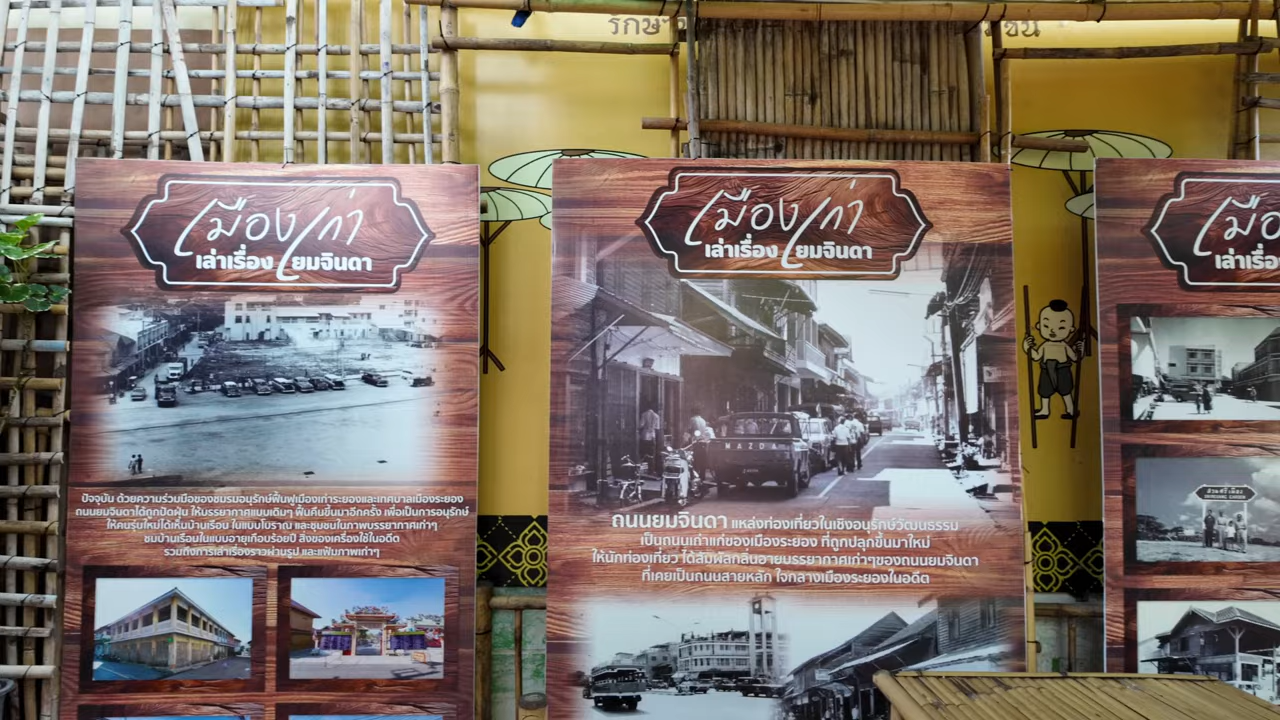 รักษ์
ชน
เมืองเก่า
เล่าเรื่อง ยมจินดา
ปัจจุบัน ด้วยความร่วมมือของชมรมอนุรักษ์ฟื้นฟูเมืองเก่าระยองและเทศบาลเมืองระยอง
ถนนยมจินดาได้ถูกปัดฝุ่น ให้บรรยากาศแบบเดิมๆ ฟื้นคืนขึ้นมาอีกครั้ง เพื่อเป็นการอนุรักษ์
ให้คนรุ่นใหม่ได้เห็นบ้านเรือน ในแบบโบราณ และชุมชนในภาพบรรยากาศเก่าๆ
ชมบ้านเรือนในแบบอายุเกือบร้อยปี สิ่งของเครื่องใช้ในอดีต
รวมถึงการเล่าเรื่องราวผ่านรูป และแฟ้มภาพเก่าๆ
เมืองเก่า
เล่าเรื่อง ยมจินดา
MAZDA
ถนนยมจินดา แหล่งท่องเที่ยวในเชิงอนุรักษ์วัฒนธรรม
เป็นถนนเก่าแก่ของเมืองระยอง ที่ถูกปลุกขึ้นมาใหม่
ให้นักท่องเที่ยว ได้สัมผัสกลิ่นอายบรรยากาศเก่าๆของถนนยมจินดา
ที่เคยเป็นถนนสายหลัก ใจกลางเมืองระยองในอดีต
เมือ
เล่าเรื่อ
สวนศรีเมือง